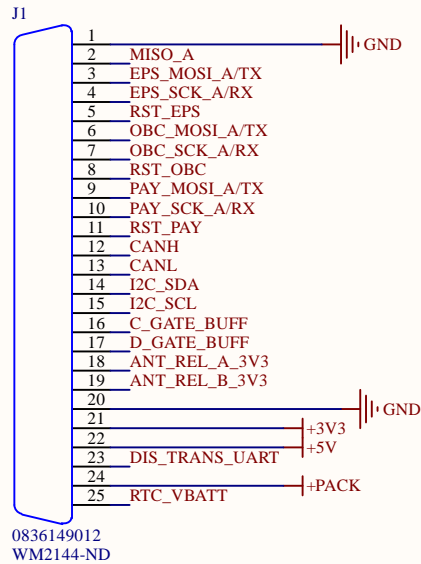 J1
1 GND
2 MISO_A
3 EPS_MOSI_A/TX
4 EPS_SCK_A/RX
5 RST_EPS
6 OBC_MOSI_A/TX
7 OBC_SCK_A/RX
8 RST_OBC
9 PAY_MOSI_A/TX
10 PAY_SCK_A/RX
11 RST_PAY
12 CANH
13 CANL
14 I2C_SDA
15 I2C_SCL
16 C_GATE_BUFF
17 D_GATE_BUFF
18 ANT_REL_A_3V3
19 ANT_REL_B_3V3
20 GND
21 +3V3
22 +5V
23 DIS_TRANS_UART
24 +PACK
25 RTC_VBATT
0836149012
WM2144-ND